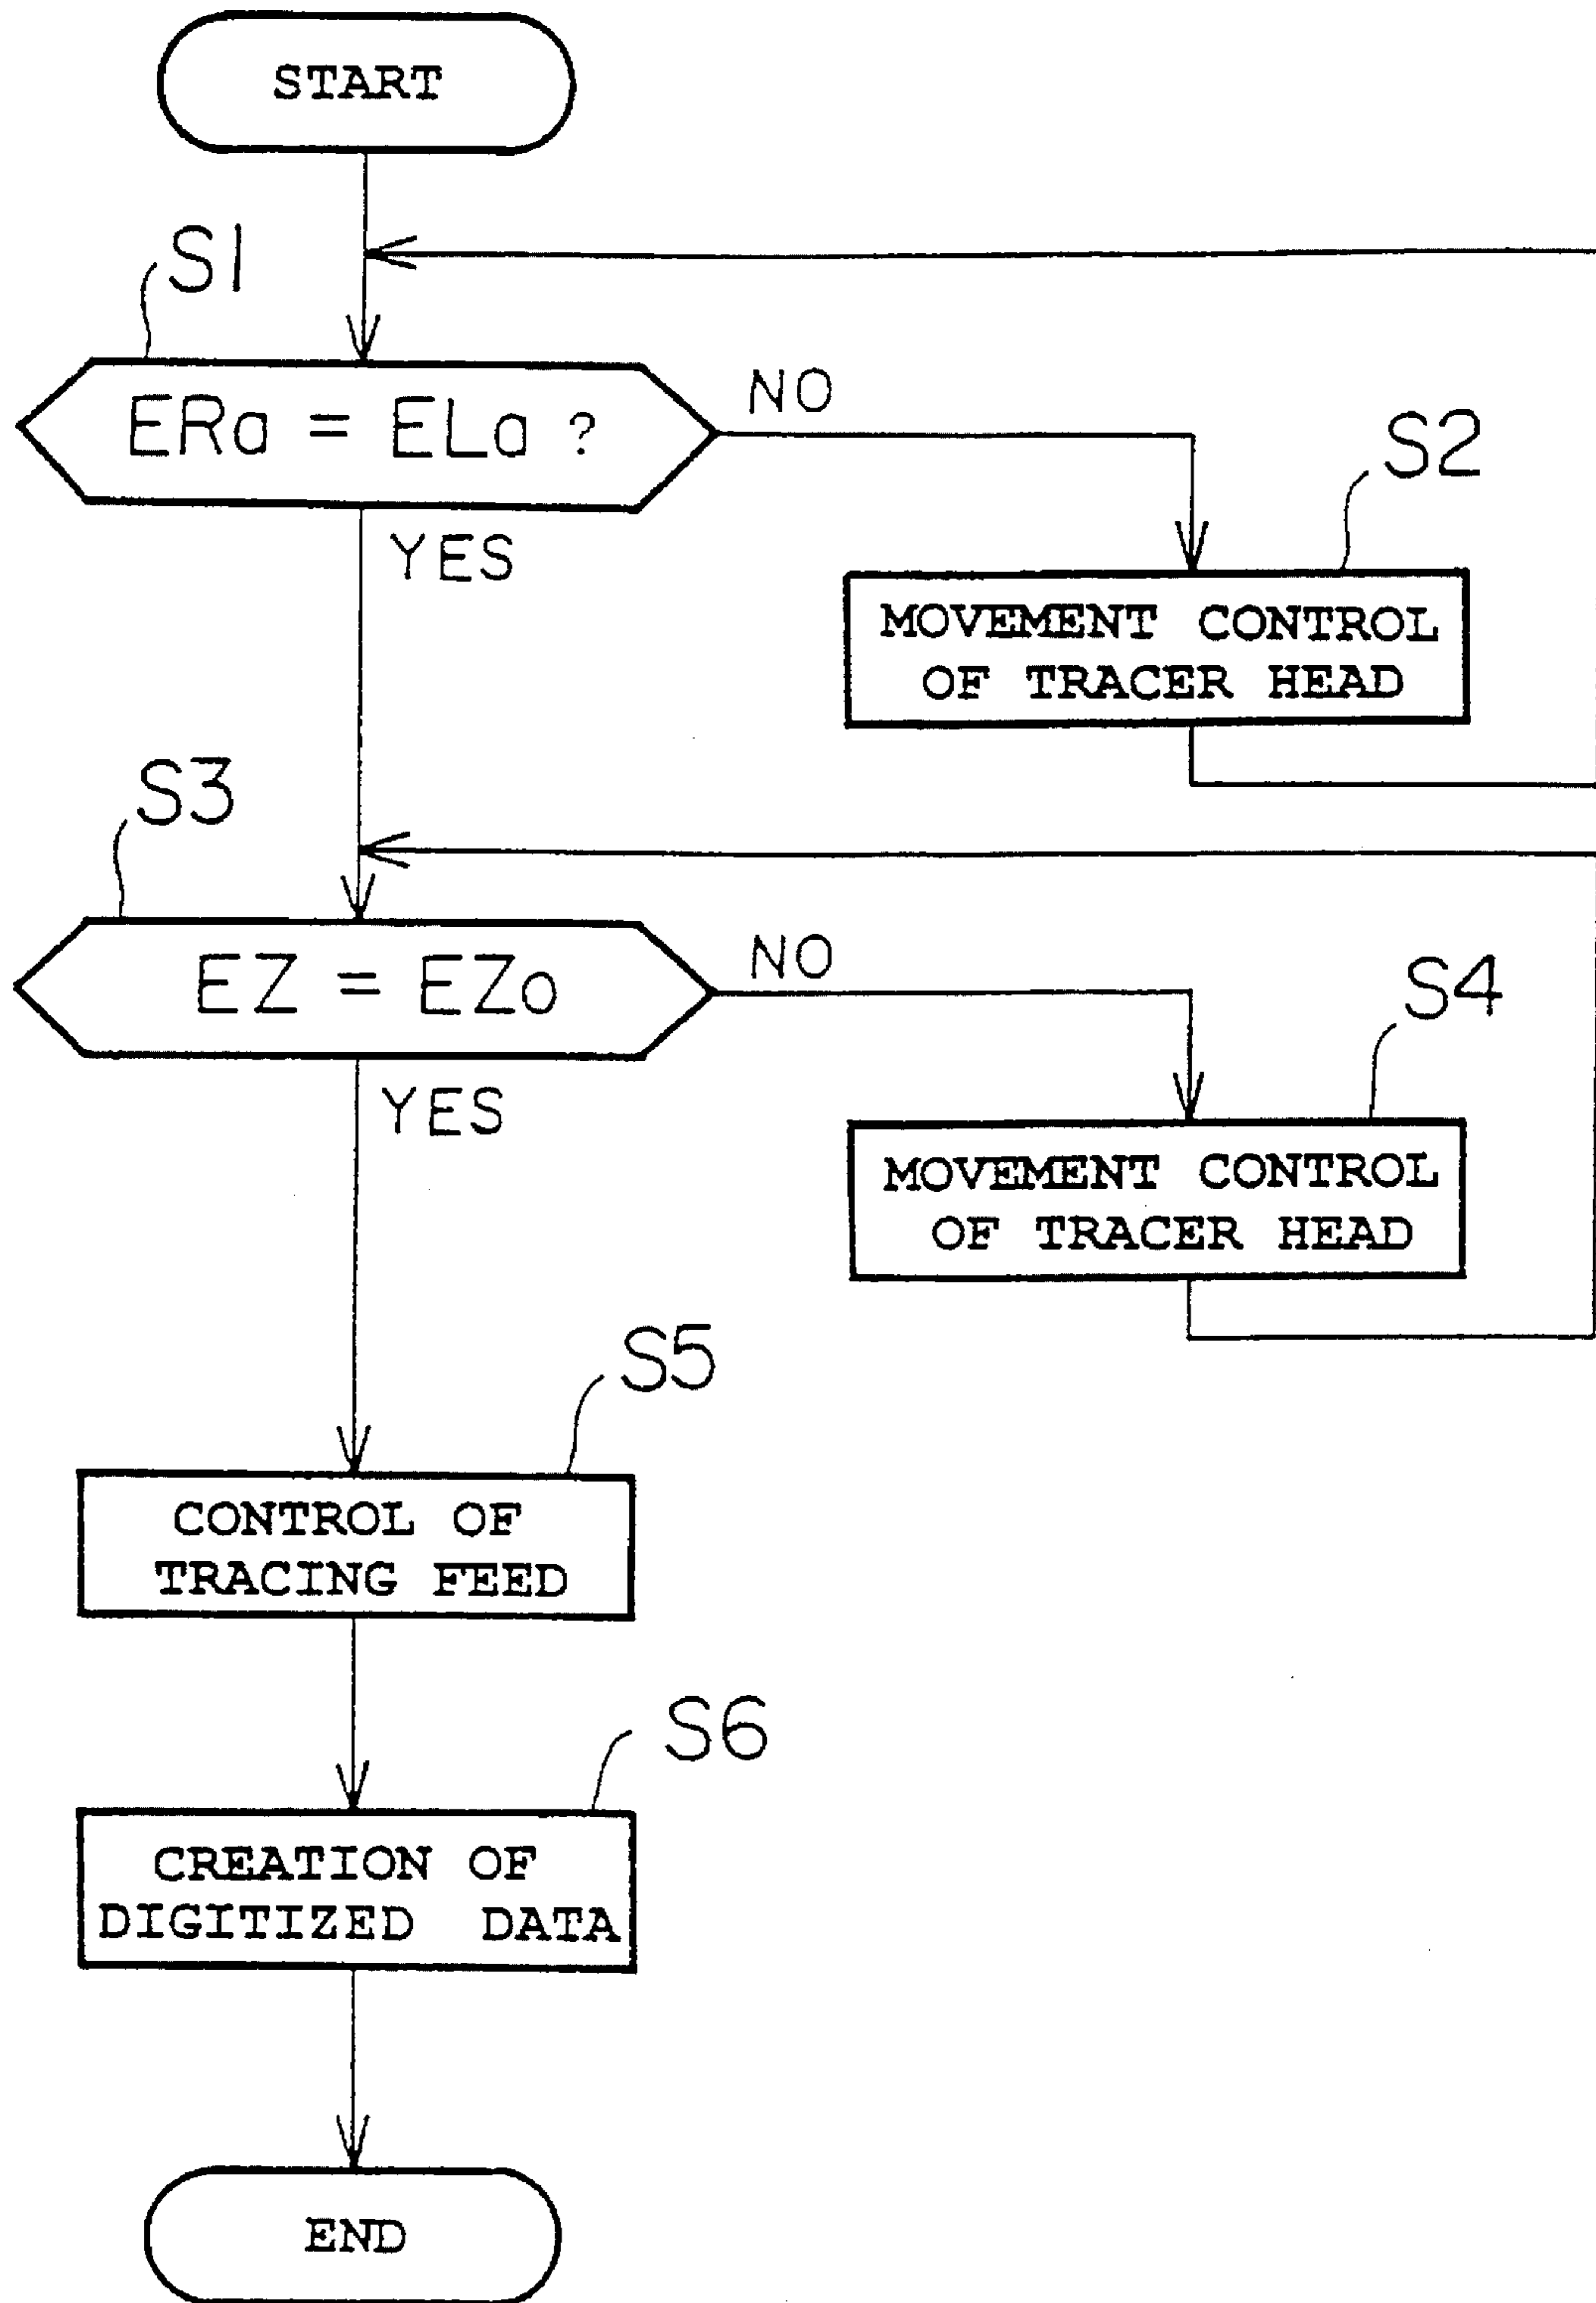 START
S1
ERa = ELa ?
NO
S2
YES
MOVEMENT CONTROL
OF TRACER HEAD
S3
EZ = EZo
NO
S4
YES
MOVEMENT CONTROL
OF TRACER HEAD
S5
CONTROL OF
TRACING FEED
S6
CREATION OF
DIGITIZED DATA
END